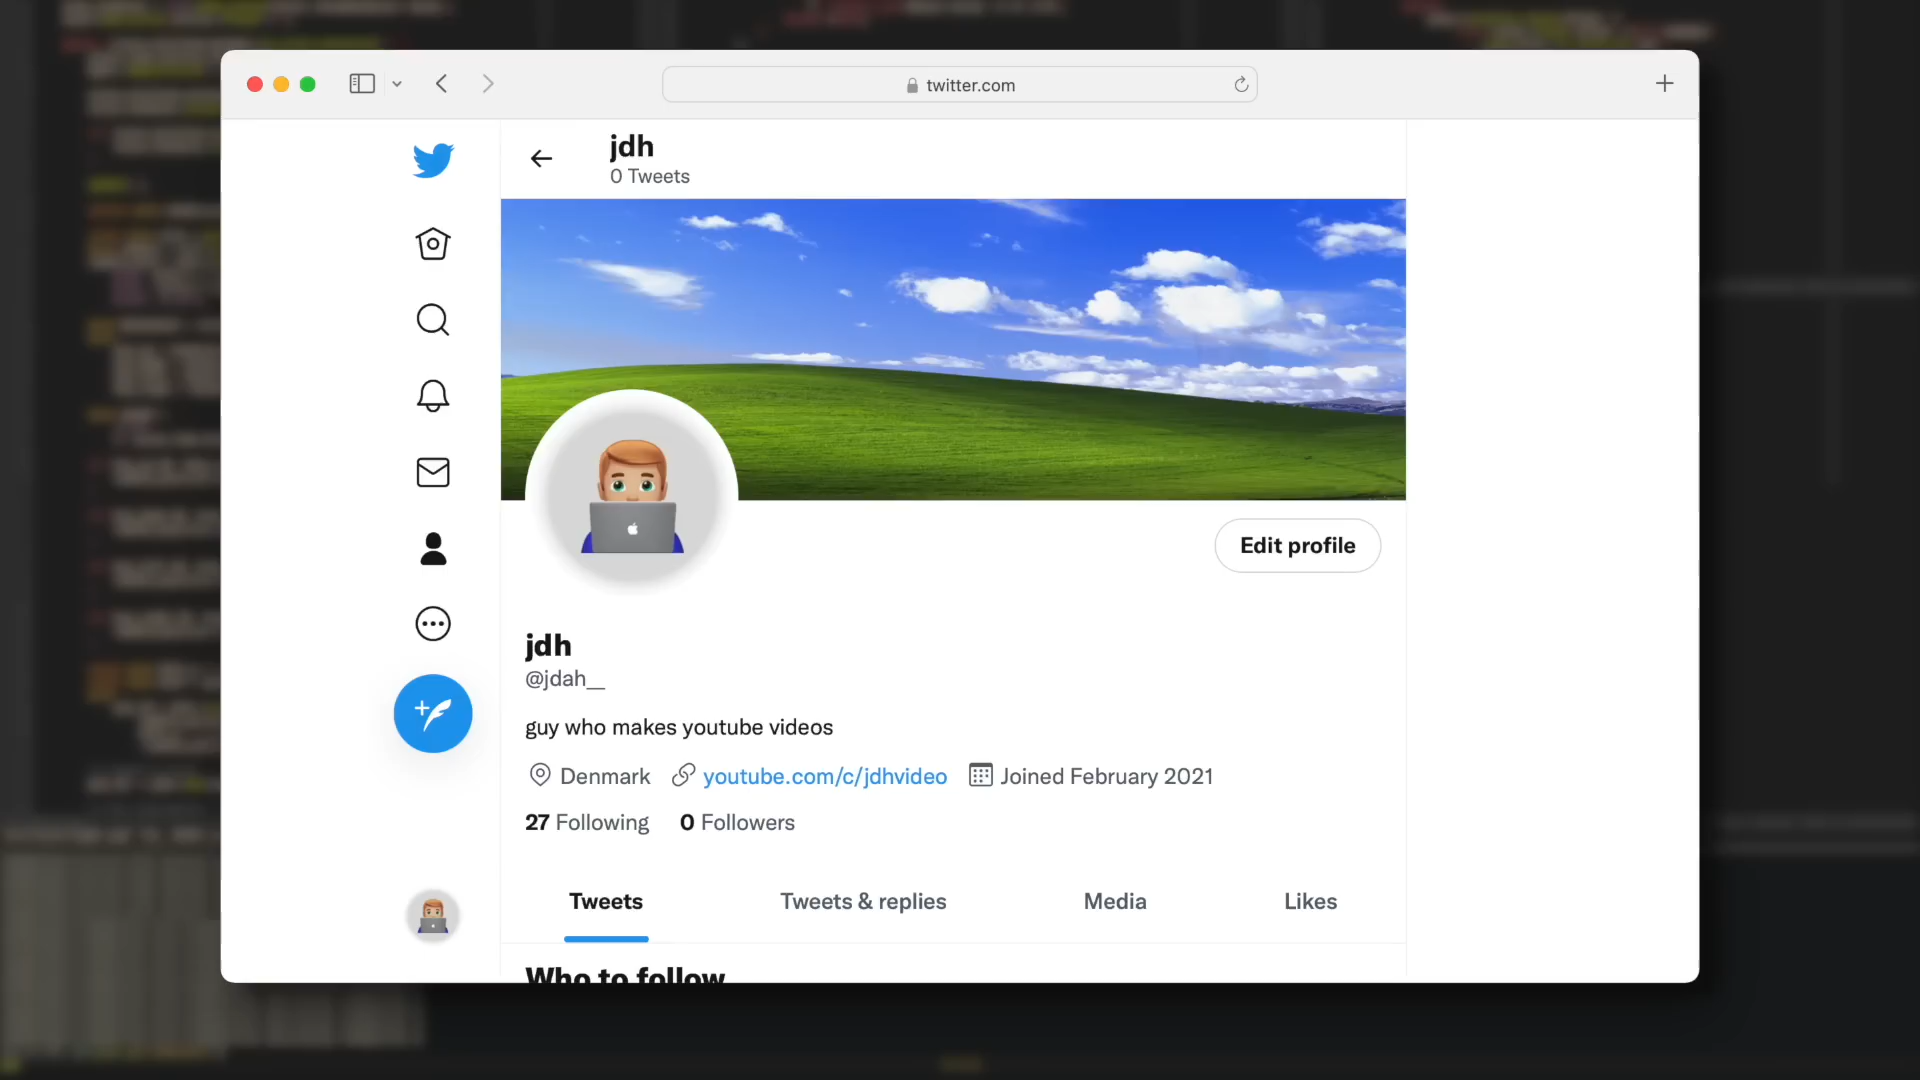 twitter.com
jdh
0 Tweets
Edit profile
jdh
@jdah__
guy who makes youtube videos
Denmark youtube.com/c/jdhvideo Joined February 2021
27 Following 0 Followers
Tweets Tweets & replies Media Likes
Who to follow